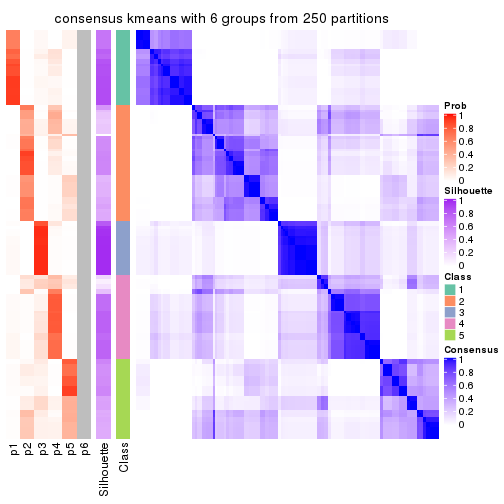 consensus kmeans with 6 groups from 250 partitions
Prob
1
0.8
0.6
0.4
0.2
0
Silhouette
1
0.8
0.6
0.4
0.2
0
Class
1
2
3
4
5
Consensus
1
0.8
0.6
0.4
0.2
0
p1
p2
p3
p4
p5
p6
Silhouette
Class